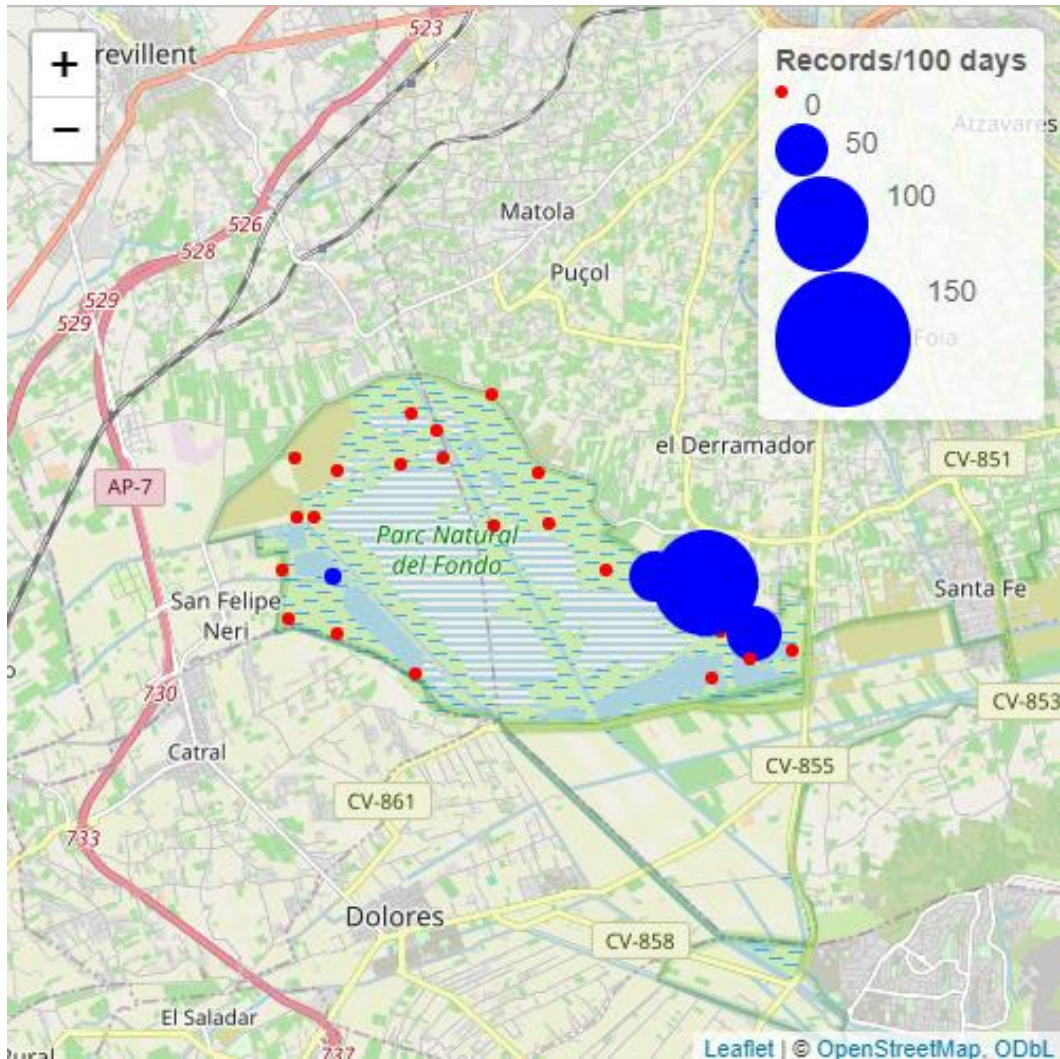 +
−
revillent
523
Records/100 days
0
50
100
150
Atzavares
Foia
Matola
526
528
Puçol
529
529
el Derramador
CV-851
AP-7
Parc Natural
del Fondo
Santa Fe
San Felipe
Neri
730
CV-853
Catral
CV-855
CV-861
733
Dolores
CV-858
El Saladar
737
Rural
Leaflet | © OpenStreetMap, ODbL